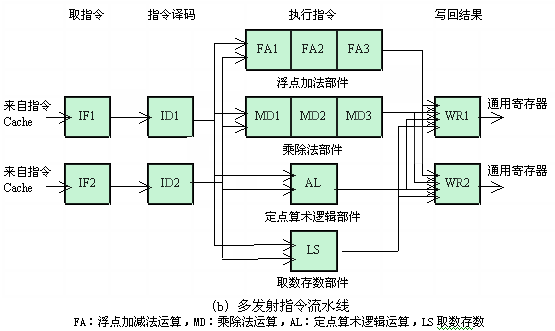 取指令 指令译码 执行指令 写回结果
FA1 FA2 FA3
浮点加法部件
来自指令
Cache
IF1 ID1 MD1 MD2 MD3 WR1 通用寄存器
乘除法部件
来自指令
Cache
IF2 ID2 AL WR2 通用寄存器
定点算术逻辑部件
LS
取数存数部件
(b) 多发射指令流水线
FA:浮点加减法运算,MD:乘除法运算,AL:定点算术逻辑运算,LS取数存数